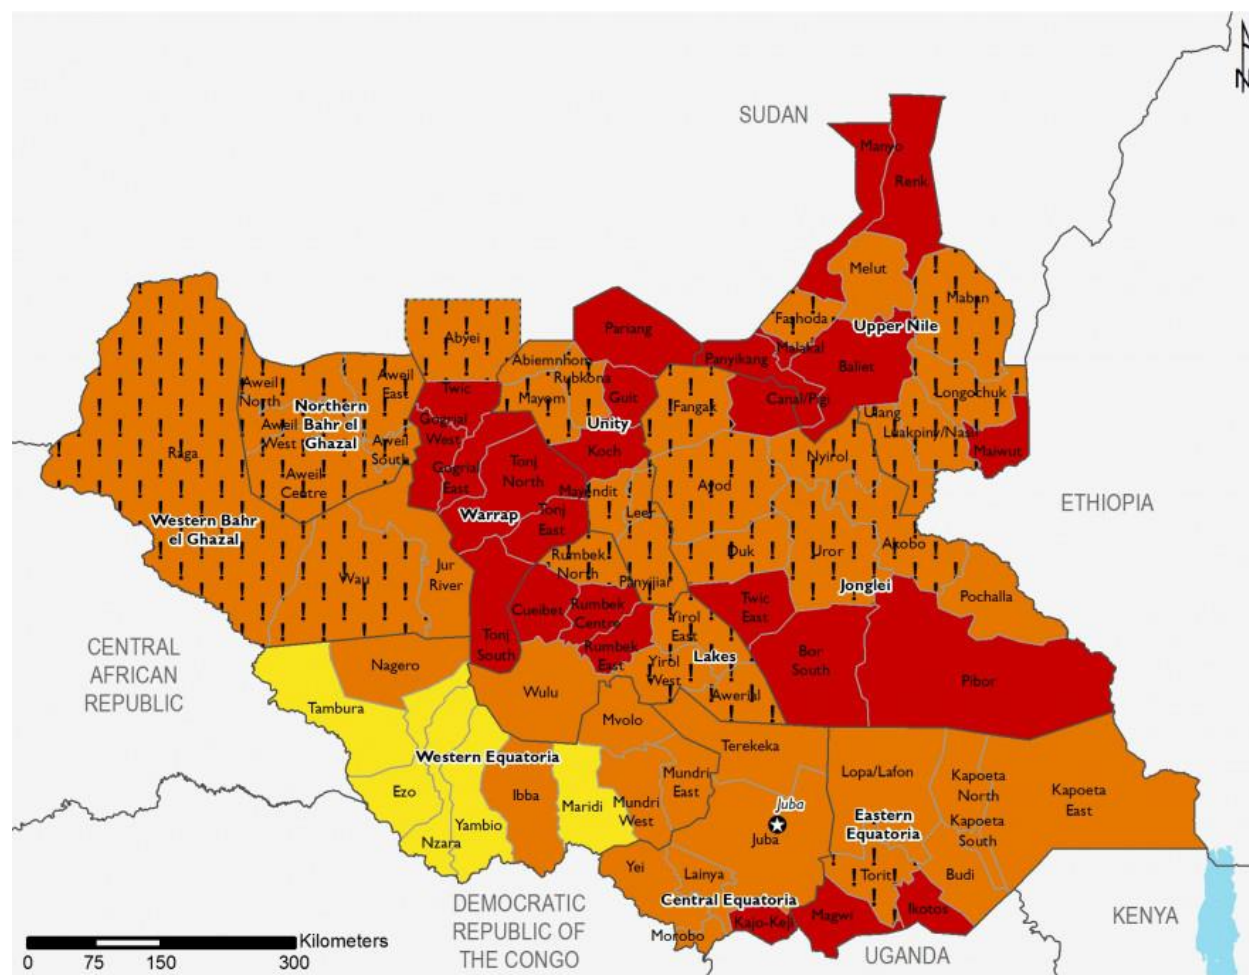 N
SUDAN
Manyo
Renk
Melut
Maban
Fashoda
Upper Nile
Abyei
Pariang
Malakal
Panyikang
Baliet
Abiemnhom
Rubkona
Aweil
North
Aweil
East
Twic
Mayom
Guit
Fangak
Canal/Pigi
Longochuk
Northern
Bahr el
Ghazal
Aweil
West
Gogrial
West
Unity
Ulang
Luakpiny/Nasir
Maiwut
Raga
Aweil
South
Koch
Nyirol
Aweil
Centre
Gogrial
East
Tonj
North
Mayendit
Ayod
Leer
ETHIOPIA
Western Bahr
el Ghazal
Warrap
Tonj
East
Duk
Uror
Akobo
Wau
Jur
River
Rumbek
North
Panyijiar
Jonglei
Pochalla
Cueibet
Rumbek
Centre
Twic
East
Yirol
East
CENTRAL
AFRICAN
REPUBLIC
Tonj
South
Rumbek
East
Yirol
West
Lakes
Bor
South
Pibor
Nagero
Wulu
Awerial
Tambura
Mvolo
Terekeka
Western Equatoria
Lopa/Lafon
Kapoeta
North
Kapoeta
East
Ezo
Ibba
Maridi
Mundri
East
Mundri
West
Juba
Juba
Eastern
Equatoria
Kapoeta
South
Nzara
Yambio
Yei
Lainya
Torit
Budi
Central Equatoria
Kajo-Keji
Magwi
Ikotos
Morobo
DEMOCRATIC
REPUBLIC OF
THE CONGO
UGANDA
KENYA
Kilometers
0 75 150 300